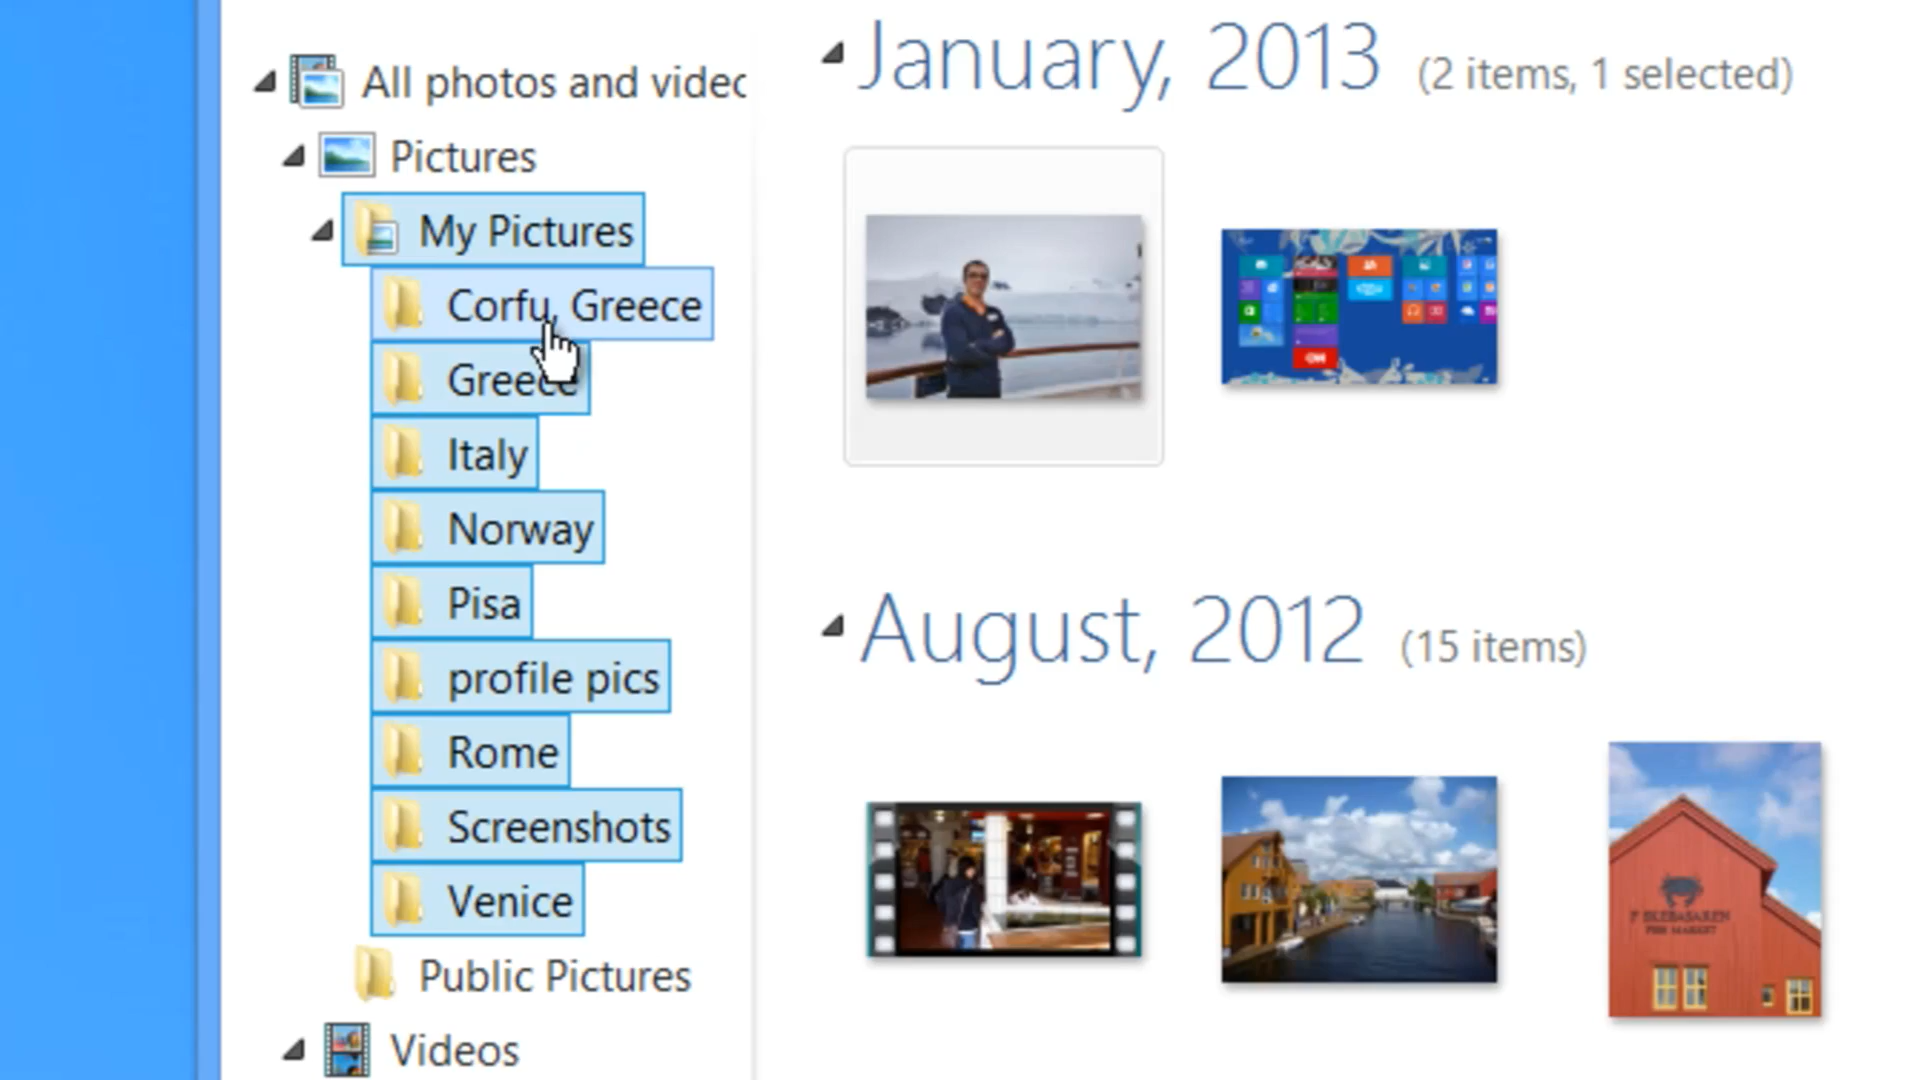 All photos and videc
Pictures
My Pictures
Corfu, Greece
Greece
Italy
Norway
Pisa
profile pics
Rome
Screenshots
Venice
Public Pictures
Videos
January, 2013 (2 items, 1 selected)
August, 2012 (15 items)